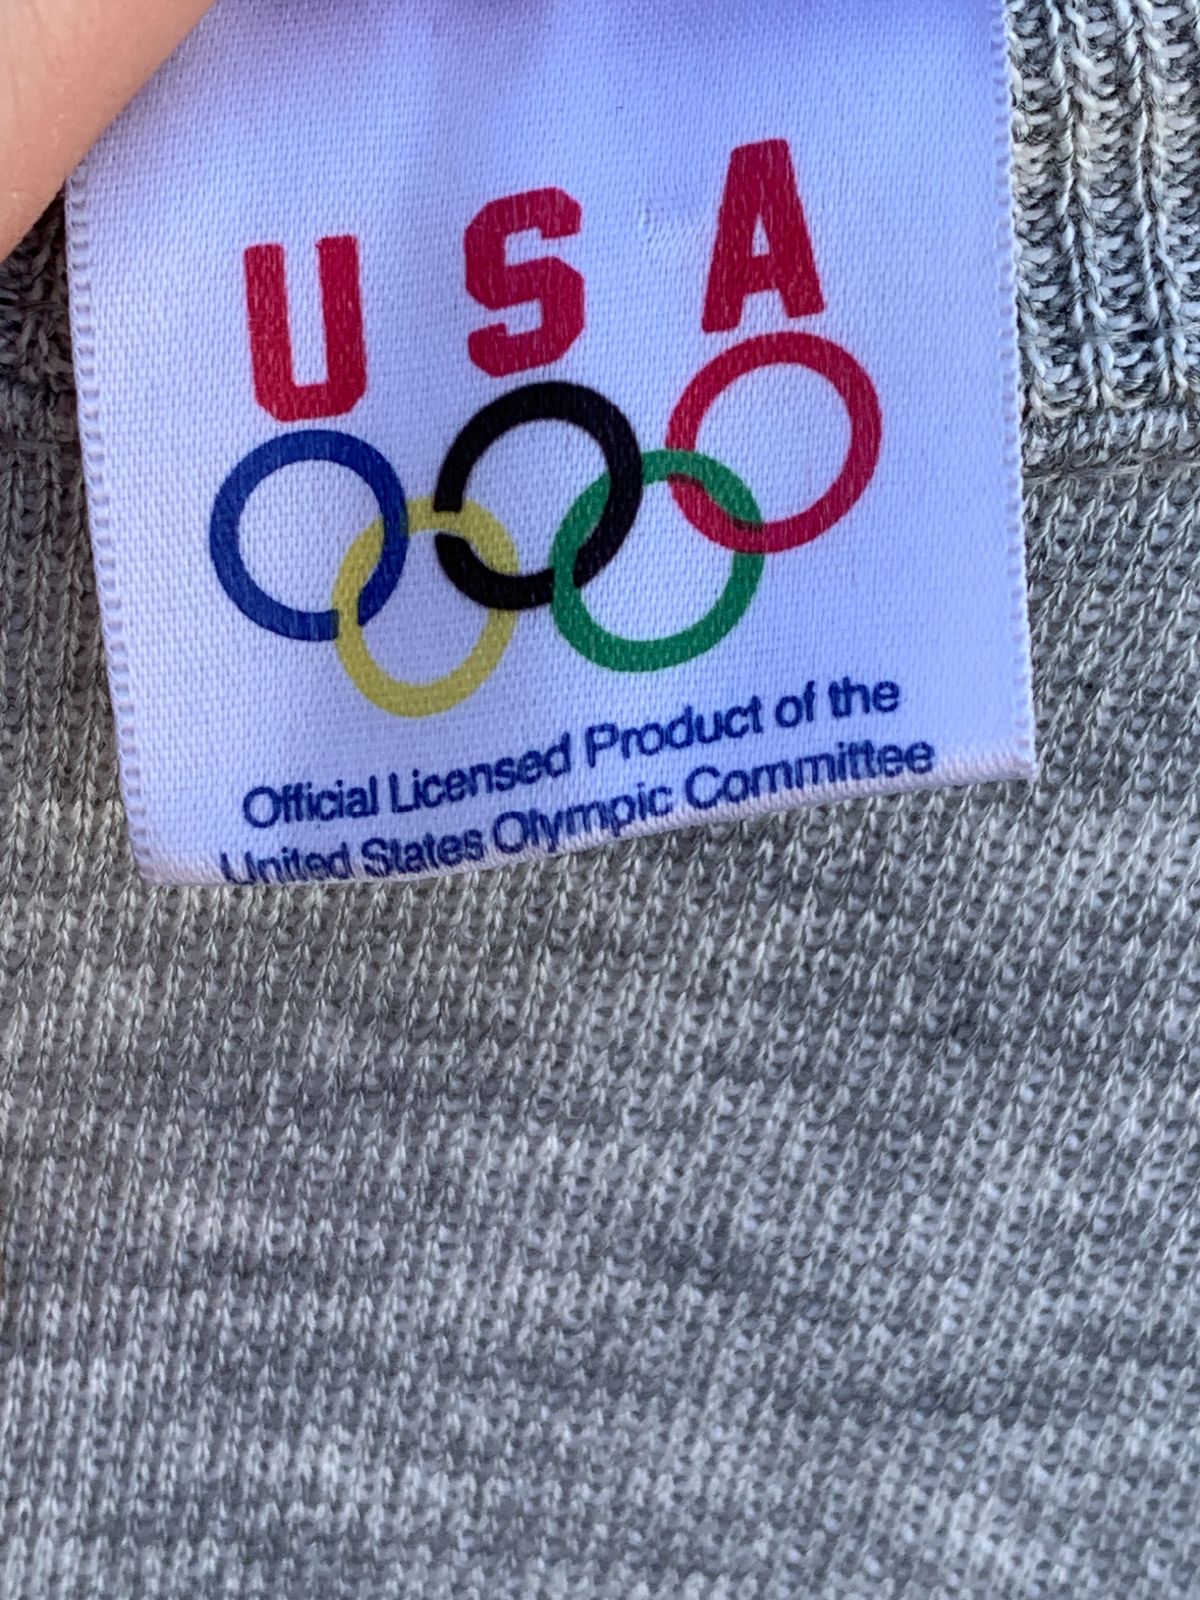 USA
Official Licensed Product of the
United States Olympic Committee